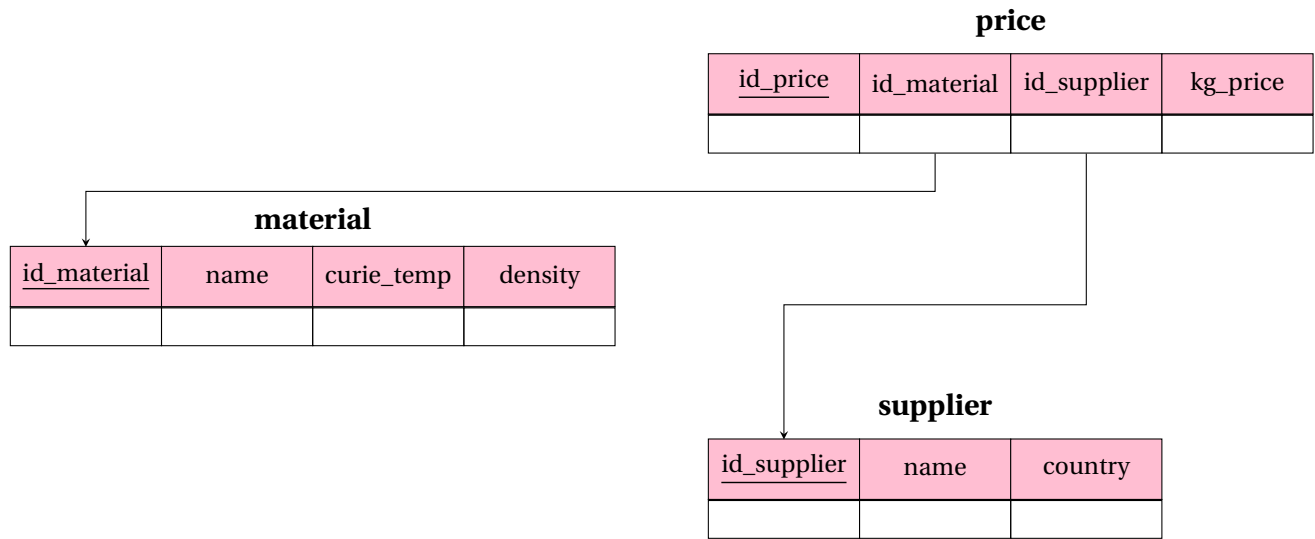 price
id_price id_material id_supplier kg_price
material
id_material name curie_temp density
supplier
id_supplier name country